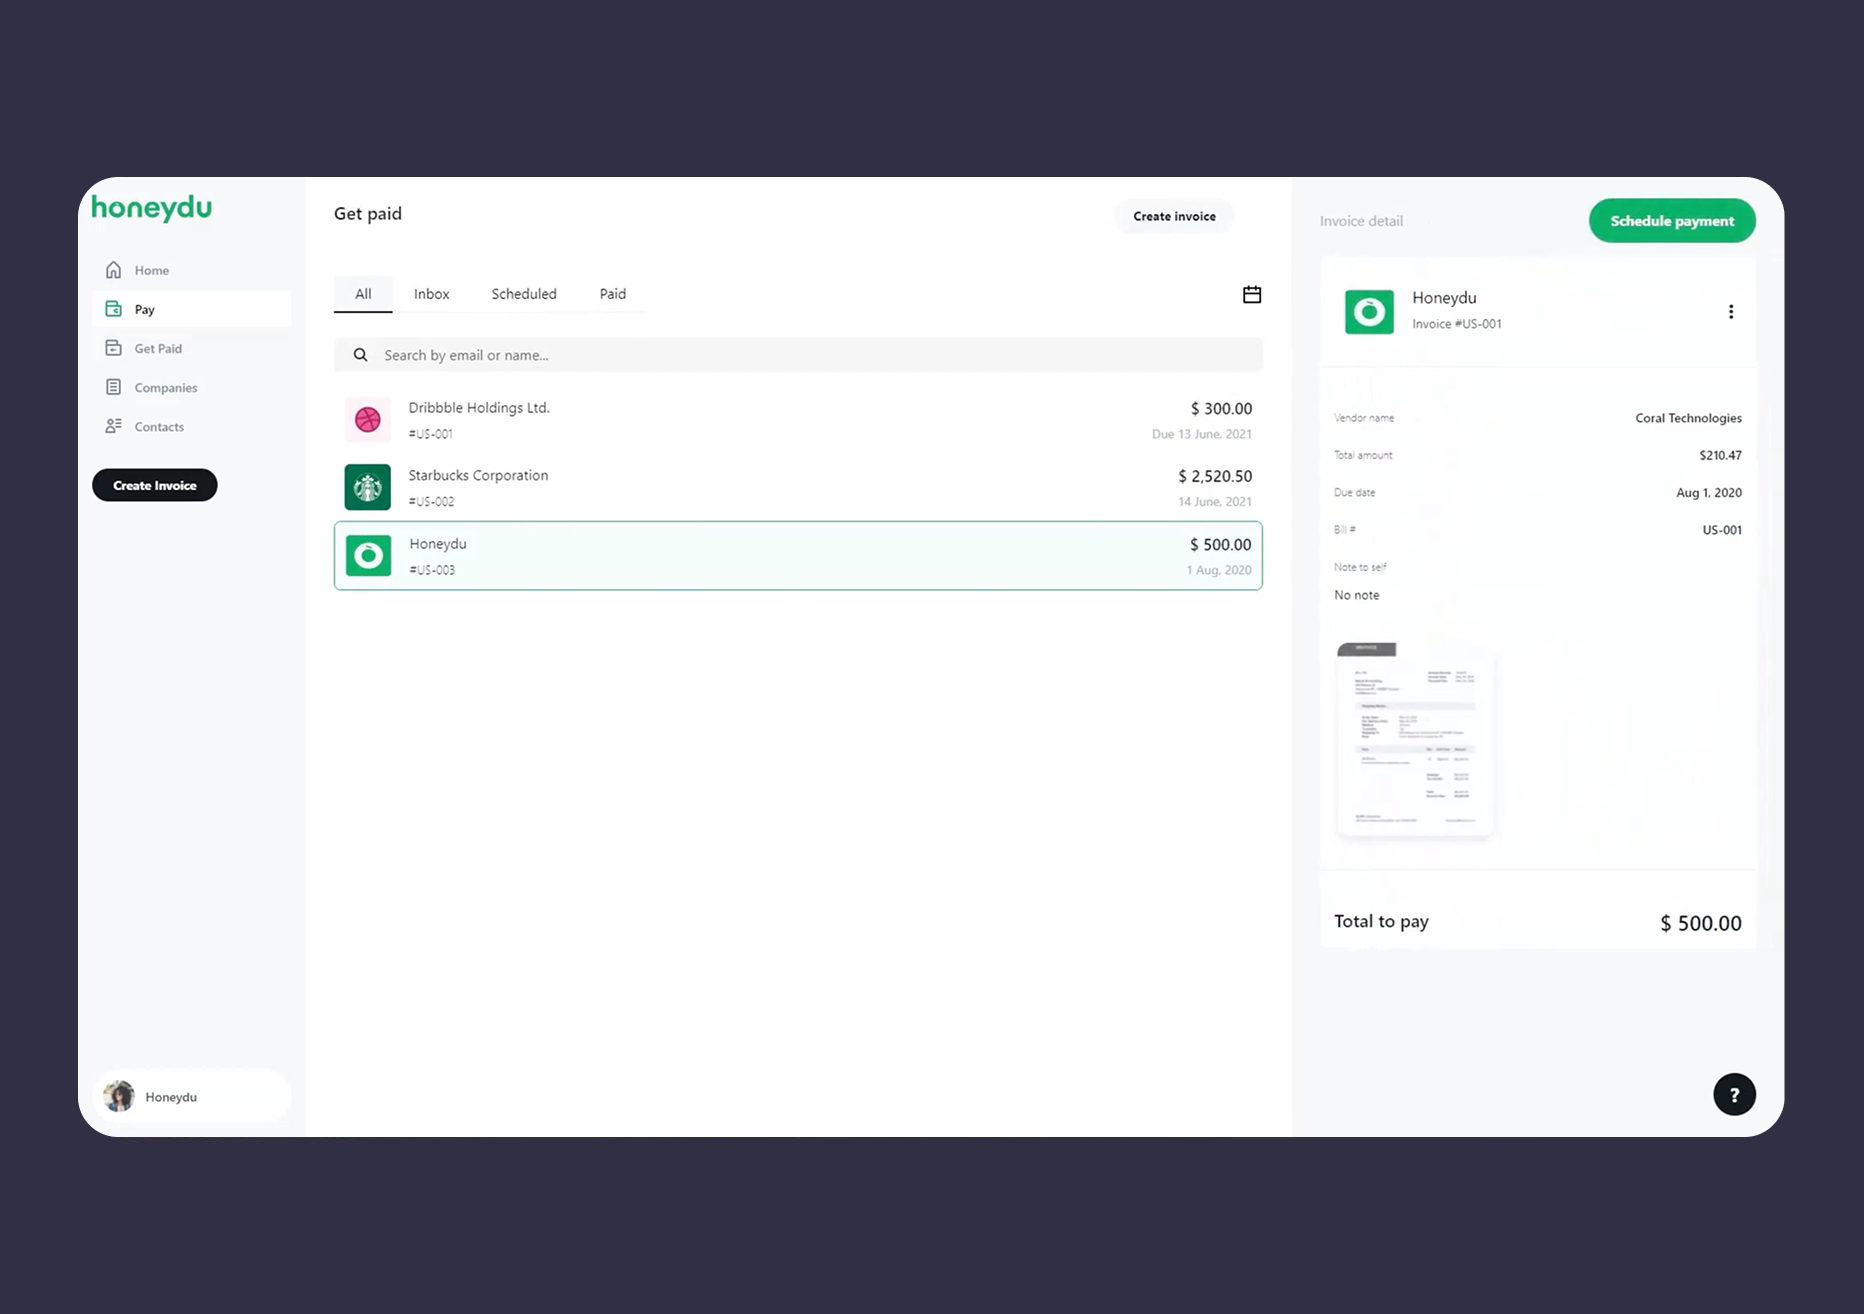 honeydu
Home
Pay
Get Paid
Companies
Contacts
Create Invoice
Honeydu
Get paid
Create invoice
All
Inbox
Scheduled
Paid
Search by email or name...
Dribbble Holdings Ltd.
$ 300.00
#US-001
Due 13 June, 2021
Starbucks Corporation
$ 2,520.50
#US-002
14 June, 2021
Honeydu
$ 500.00
#US-003
1 Aug, 2020
Invoice detail
Schedule payment
Honeydu
Invoice #US-001
Vendor name
Coral Technologies
Total amount
$210.47
Due date
Aug 1, 2020
Bill #
US-001
Note to self
No note
Total to pay
$ 500.00
?